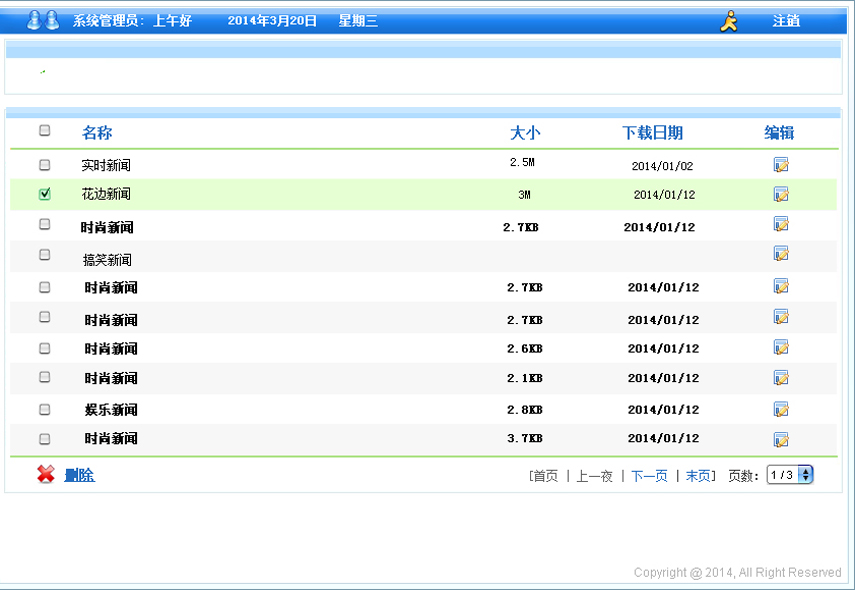 系统管理员：上午好 2014年3月20日 星期三 注销
名称 大小 下载日期 编辑
实时新闻 2.5M 2014/01/02
花边新闻 3M 2014/01/12
时尚新闻 2.7KB 2014/01/12
搞笑新闻
时尚新闻 2.7KB 2014/01/12
时尚新闻 2.7KB 2014/01/12
时尚新闻 2.6KB 2014/01/12
时尚新闻 2.1KB 2014/01/12
娱乐新闻 2.8KB 2014/01/12
时尚新闻 3.7KB 2014/01/12
删除 [首页 | 上一夜 | 下一页 | 末页] 页数： 1/3
Copyright @ 2014, All Right Reserved